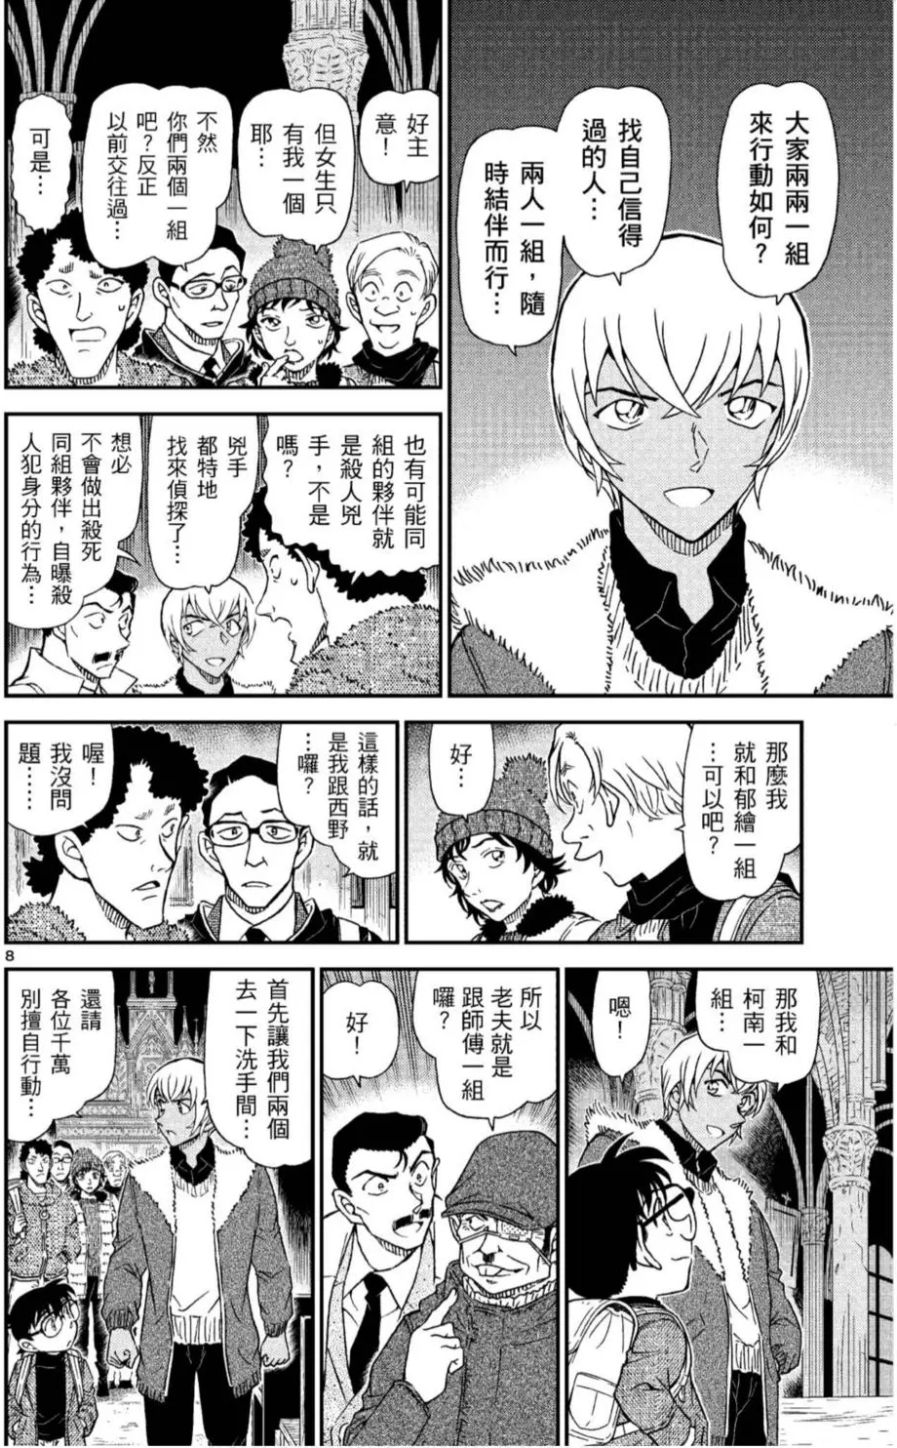 大家兩兩一組
來行動如何？
找自己信得
過的人…
兩人一組，隨
時結伴而行…
好主
意！
但女生只
有我一個
耶…
不然
你們兩個一組
吧？反正
以前交往過…
可是…
也有可能同
組的夥伴就
是殺人兇
手，不是
嗎？
兇手
都特地
找來偵探了…
想必
不會做出殺死
同組夥伴，自曝殺
人犯身分的行為…
那麼我
就和郁繪一組
…可以吧？
好…
這樣的話，就
是我跟西野
…囉？
喔！
我沒問
題……
8
那我和
柯南一
組…
嗯！
所以
老夫就是
跟師傅一組
囉？
好！
首先讓我們兩個
去一下洗手間…
還請
各位千萬
別擅自行動…